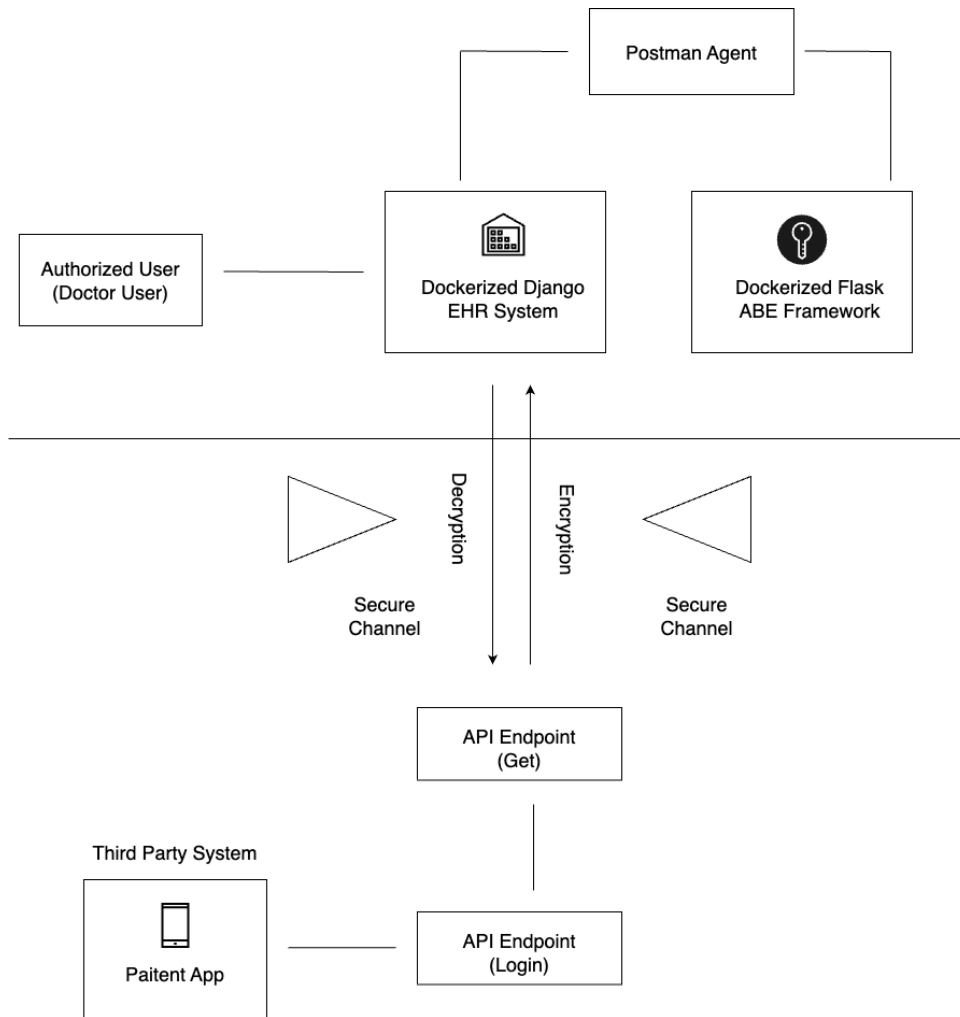 Postman Agent
Authorized User
(Doctor User)
Dockerized Django
EHR System
Dockerized Flask
ABE Framework
Decryption
Encryption
Secure
Channel
Secure
Channel
API Endpoint
(Get)
Third Party System
Paitent App
API Endpoint
(Login)